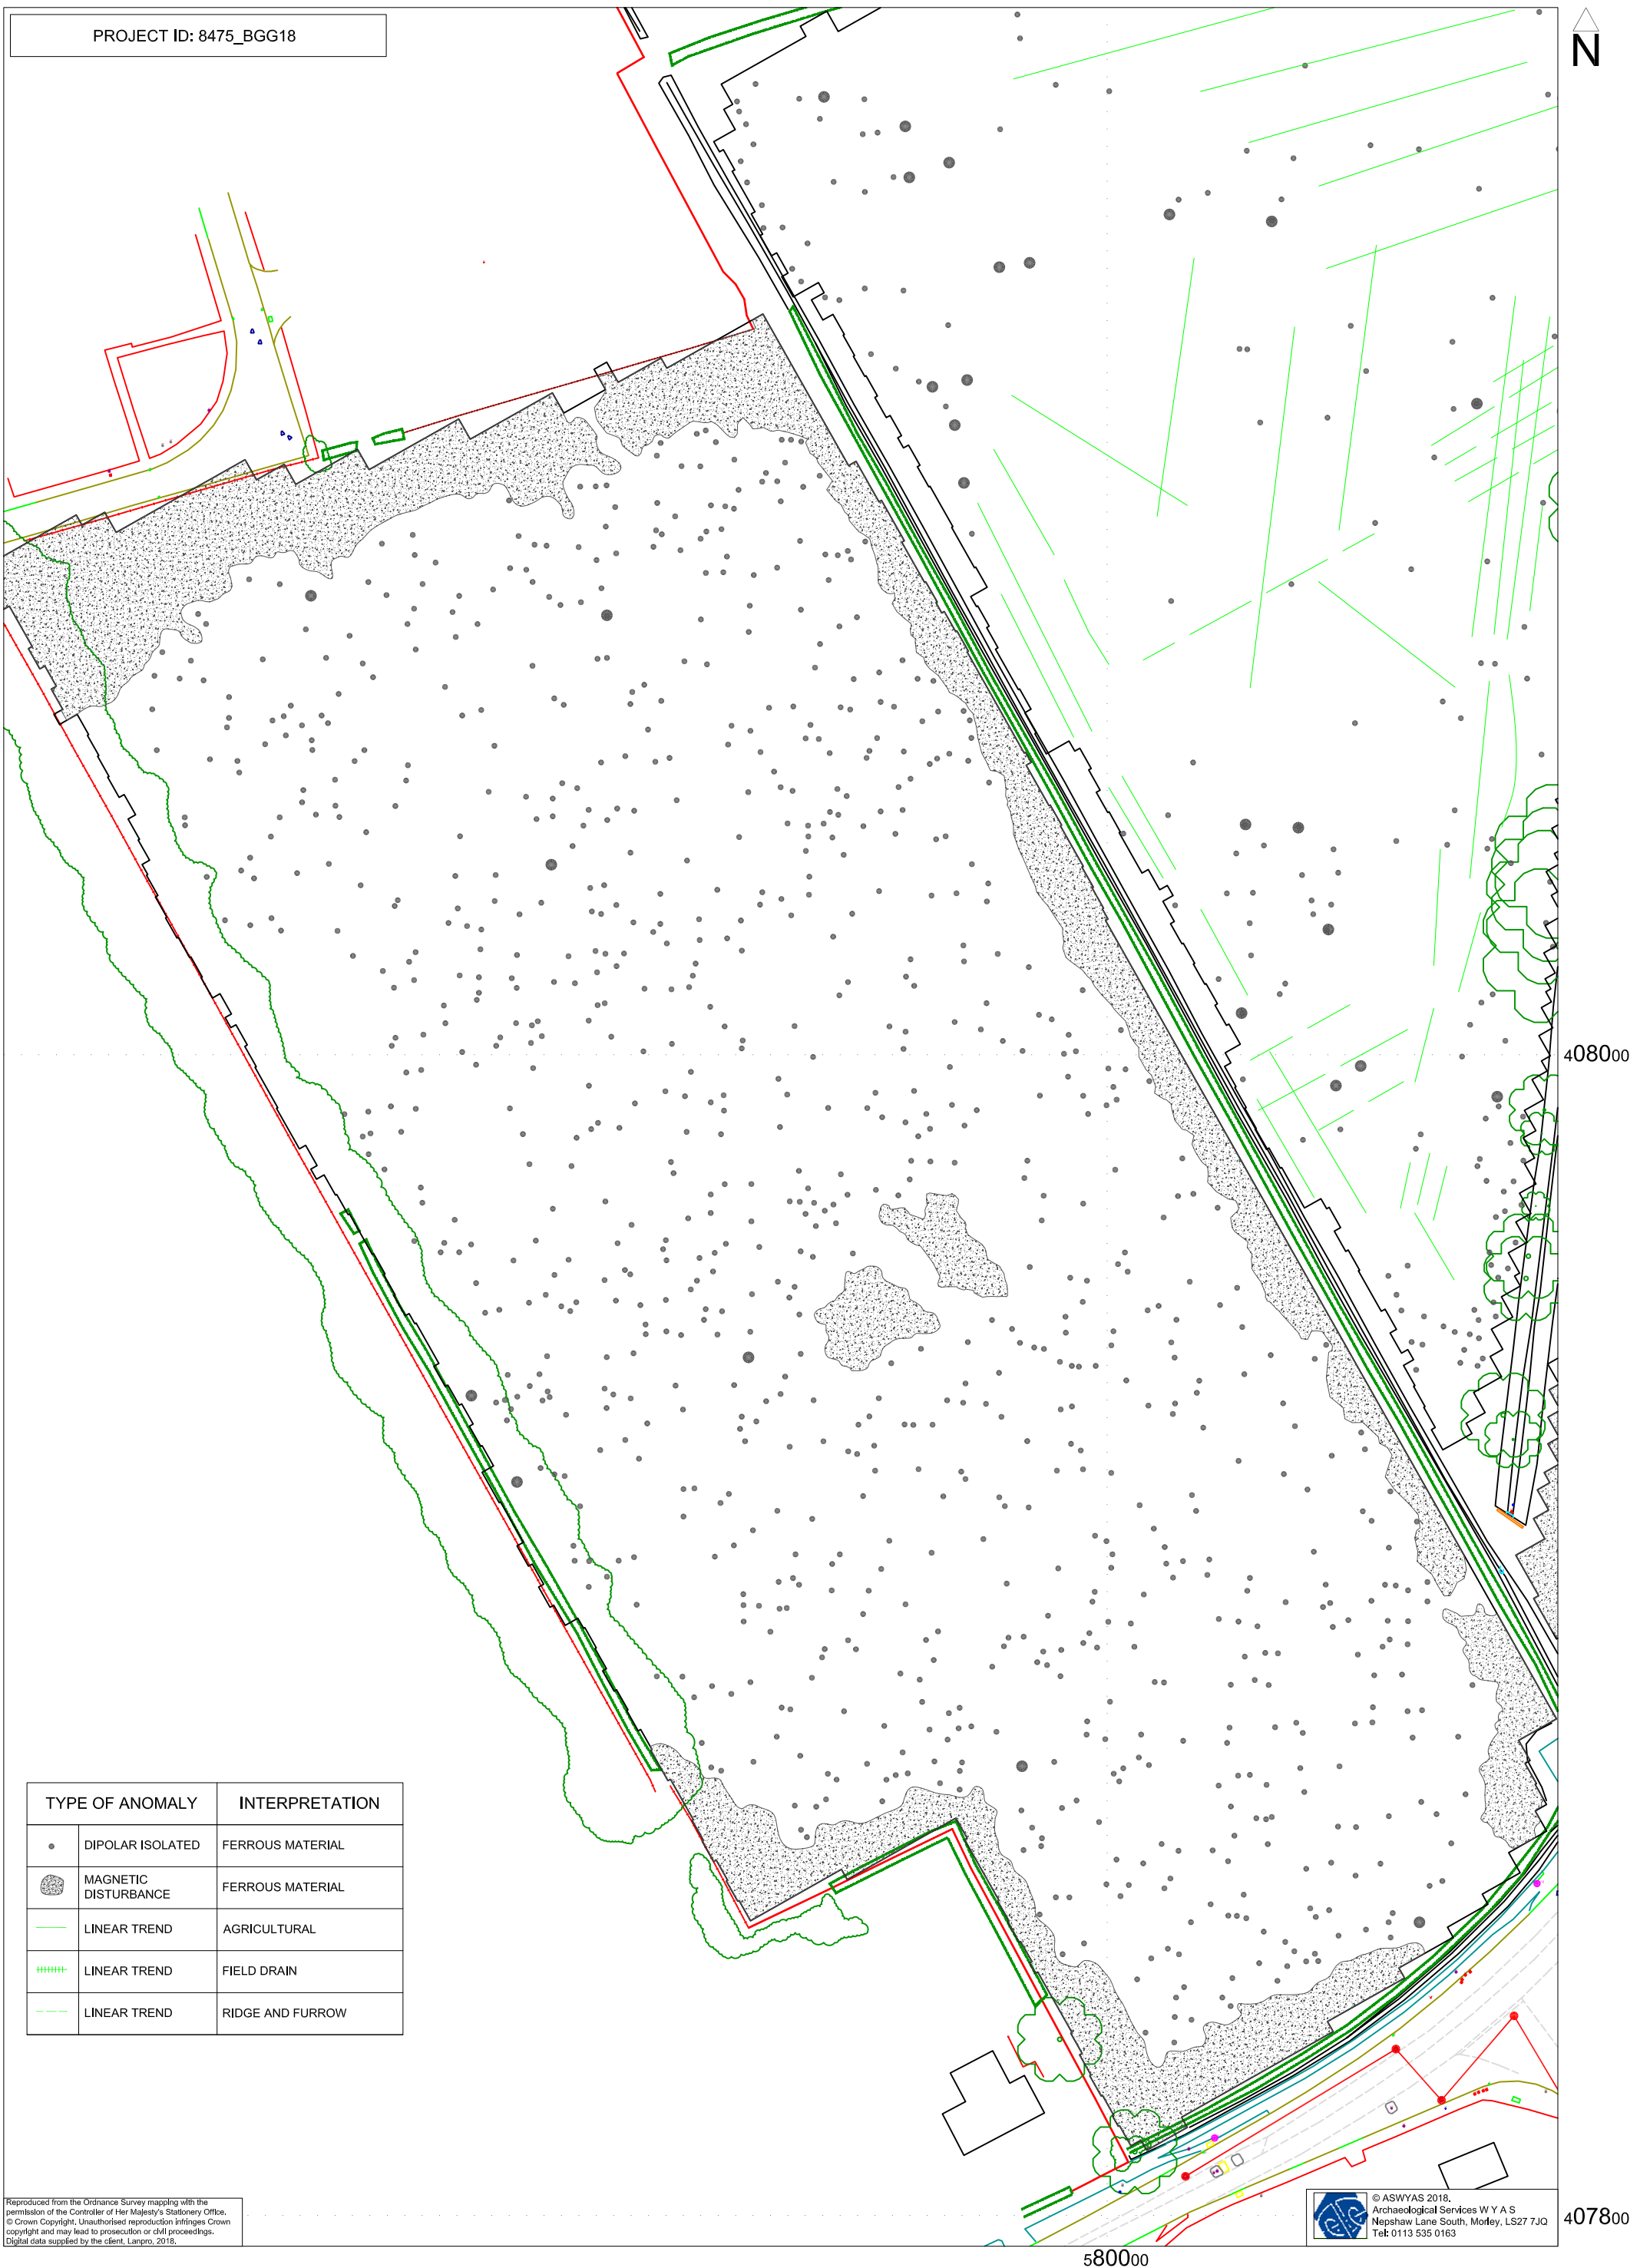 PROJECT ID: 8475_BGG18
N
408000
TYPE OF ANOMALY INTERPRETATION
DIPOLAR ISOLATED FERROUS MATERIAL
MAGNETIC
DISTURBANCE FERROUS MATERIAL
LINEAR TREND AGRICULTURAL
LINEAR TREND FIELD DRAIN
LINEAR TREND RIDGE AND FURROW
Reproduced from the Ordnance Survey mapping with the
permission of the Controller of Her Majesty's Stationery Office.
© Crown Copyright. Unauthorised reproduction infringes Crown
copyright and may lead to prosecution or civil proceedings.
Digital data supplied by the client, Lanpro, 2018.
© ASWYAS 2018.
Archaeological Services W Y A S
Nepshaw Lane South, Morley, LS27 7JQ
Tel: 0113 535 0163
407800
580000